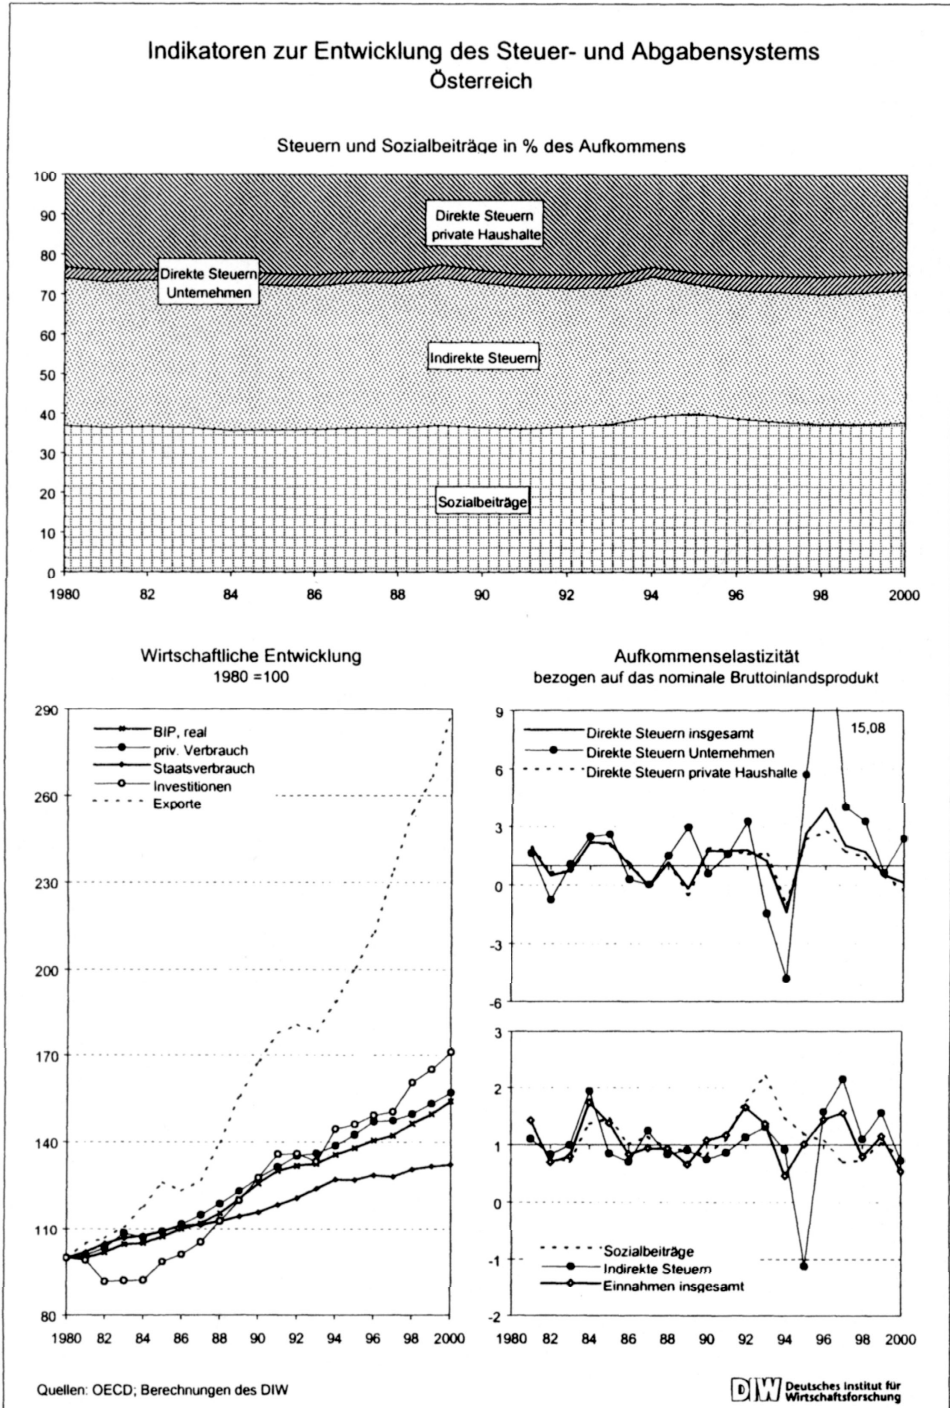 Indikatoren zur Entwicklung des Steuer- und Abgabensystems
Österreich
Steuern und Sozialbeiträge in % des Aufkommens
100
90
80
70
60
50
40
30
20
10
0
Direkte Steuern
private Haushalte
Direkte Steuern
Unternehmen
Indirekte Steuern
Sozialbeiträge
1980 82 84 86 88 90 92 94 96 98 2000
Wirtschaftliche Entwicklung
1980 =100
290
260
230
200
170
140
110
80
BIP, real
priv. Verbrauch
Staatsverbrauch
Investitionen
Exporte
1980 82 84 86 88 90 92 94 96 98 2000
Aufkommenselastizität
bezogen auf das nominale Bruttoinlandsprodukt
9
6
3
0
-3
-6
Direkte Steuern insgesamt
Direkte Steuern Unternehmen
Direkte Steuern private Haushalte
15,08
3
2
1
0
-1
-2
Sozialbeiträge
Indirekte Steuern
Einnahmen insgesamt
1980 82 84 86 88 90 92 94 96 98 2000
Quellen: OECD; Berechnungen des DIW
DIW Deutsches Institut für
Wirtschaftsforschung